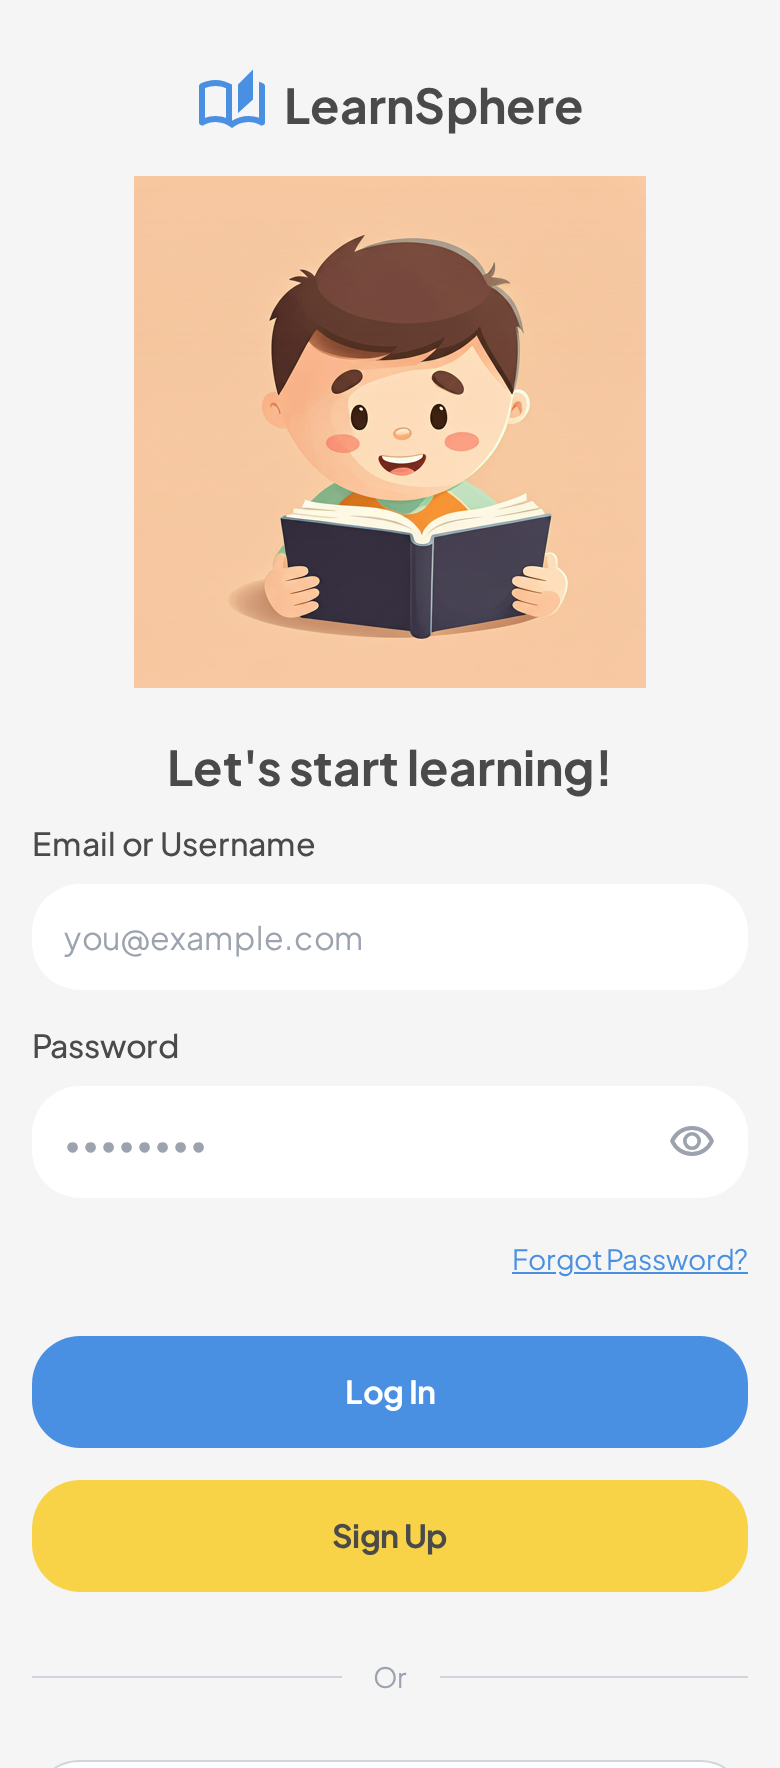 LearnSphere
Let's start learning!
Email or Username
you@example.com
Password
••••••••
Forgot Password?
Log In
Sign Up
Or